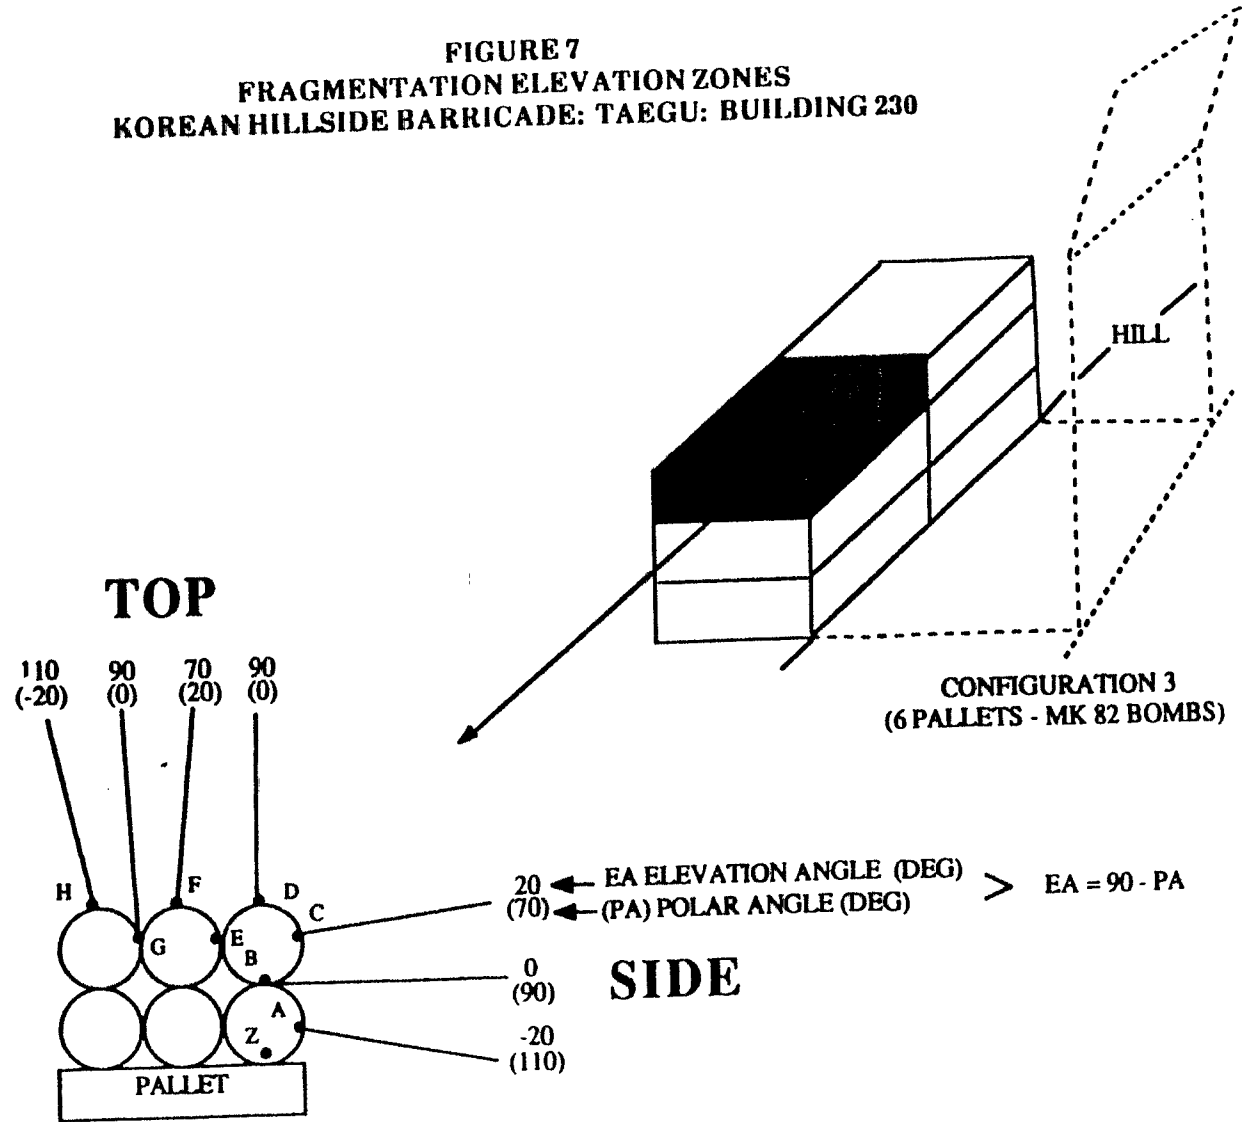 FIGURE 7
FRAGMENTATION ELEVATION ZONES
KOREAN HILLSIDE BARRICADE: TAEGU: BUILDING 230
HILL
CONFIGURATION 3
(6 PALLETS - MK 82 BOMBS)
TOP
110 90 70 90
(-20) (0) (20) (0)
H F D
C
G E
B
A
Z
PALLET
20 EA ELEVATION ANGLE (DEG) > EA = 90 - PA
(70) (PA) POLAR ANGLE (DEG)
0
(90)
SIDE
-20
(110)